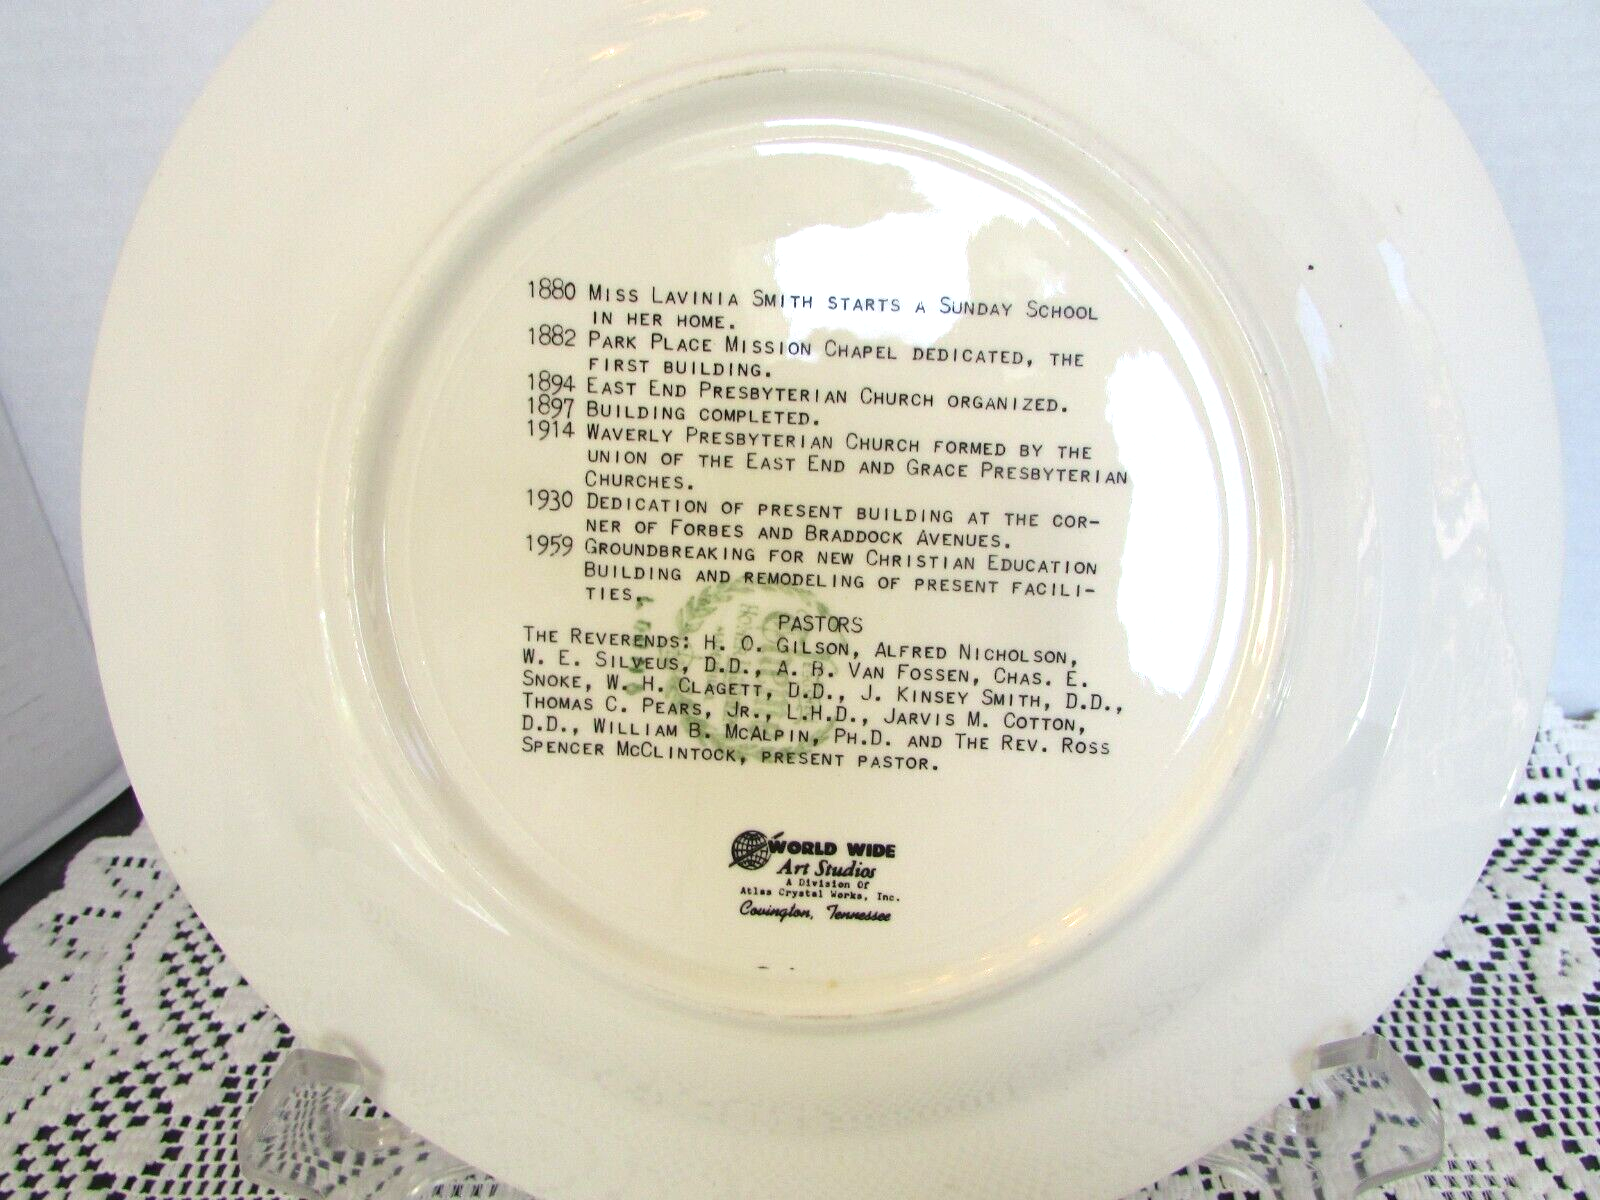 1880 MISS LAVINIA SMITH STARTS A SUNDAY SCHOOL
IN HER HOME.
1882 PARK PLACE MISSION CHAPEL DEDICATED, THE
FIRST BUILDING.
1894 EAST END PRESBYTERIAN CHURCH ORGANIZED.
1897 BUILDING COMPLETED.
1914 WAVERLY PRESBYTERIAN CHURCH FORMED BY THE
UNION OF THE EAST END AND GRACE PRESBYTERIAN
CHURCHES.
1930 DEDICATION OF PRESENT BUILDING AT THE COR-
NER OF FORBES AND BRADDOCK AVENUES.
1959 GROUNDBREAKING FOR NEW CHRISTIAN EDUCATION
BUILDING AND REMODELING OF PRESENT FACILI-
TIES.
PASTORS
THE REVERENDS: H. O. GILSON, ALFRED NICHOLSON,
W. E. SILVEUS, D.D., A. B. VAN FOSSEN, CHAS. E.
SNOKE, W. H. CLAGETT, D.D., J. KINSEY SMITH, D.D.,
THOMAS C. PEARS, JR., L.H.D., JARVIS M. COTTON,
D.D., WILLIAM B. MCALPIN, PH.D. AND THE REV. ROSS
SPENCER MCCLINTOCK, PRESENT PASTOR.
WORLD WIDE
Art Studios
A Division Of
Atlas Crystal Works, Inc.
Covington, Tennessee